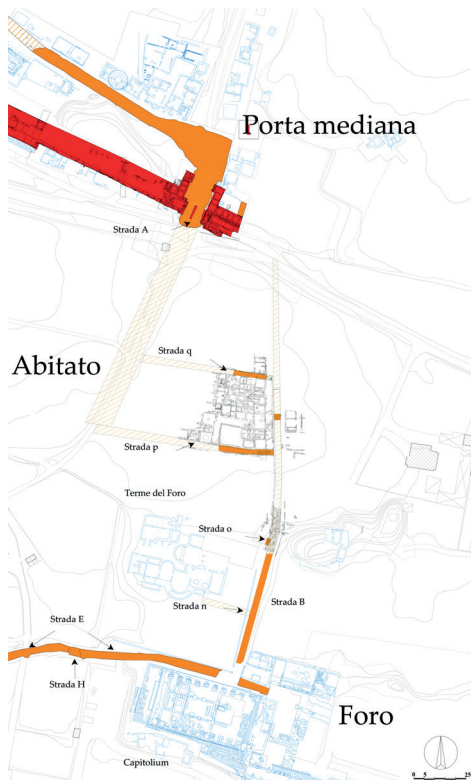 Porta mediana
Strada A
Strada q
Abitato
Strada p
Terme del Foro
Strada o
Strada n
Strada B
Strada E
Strada H
Foro
Capitolium
0 5 25